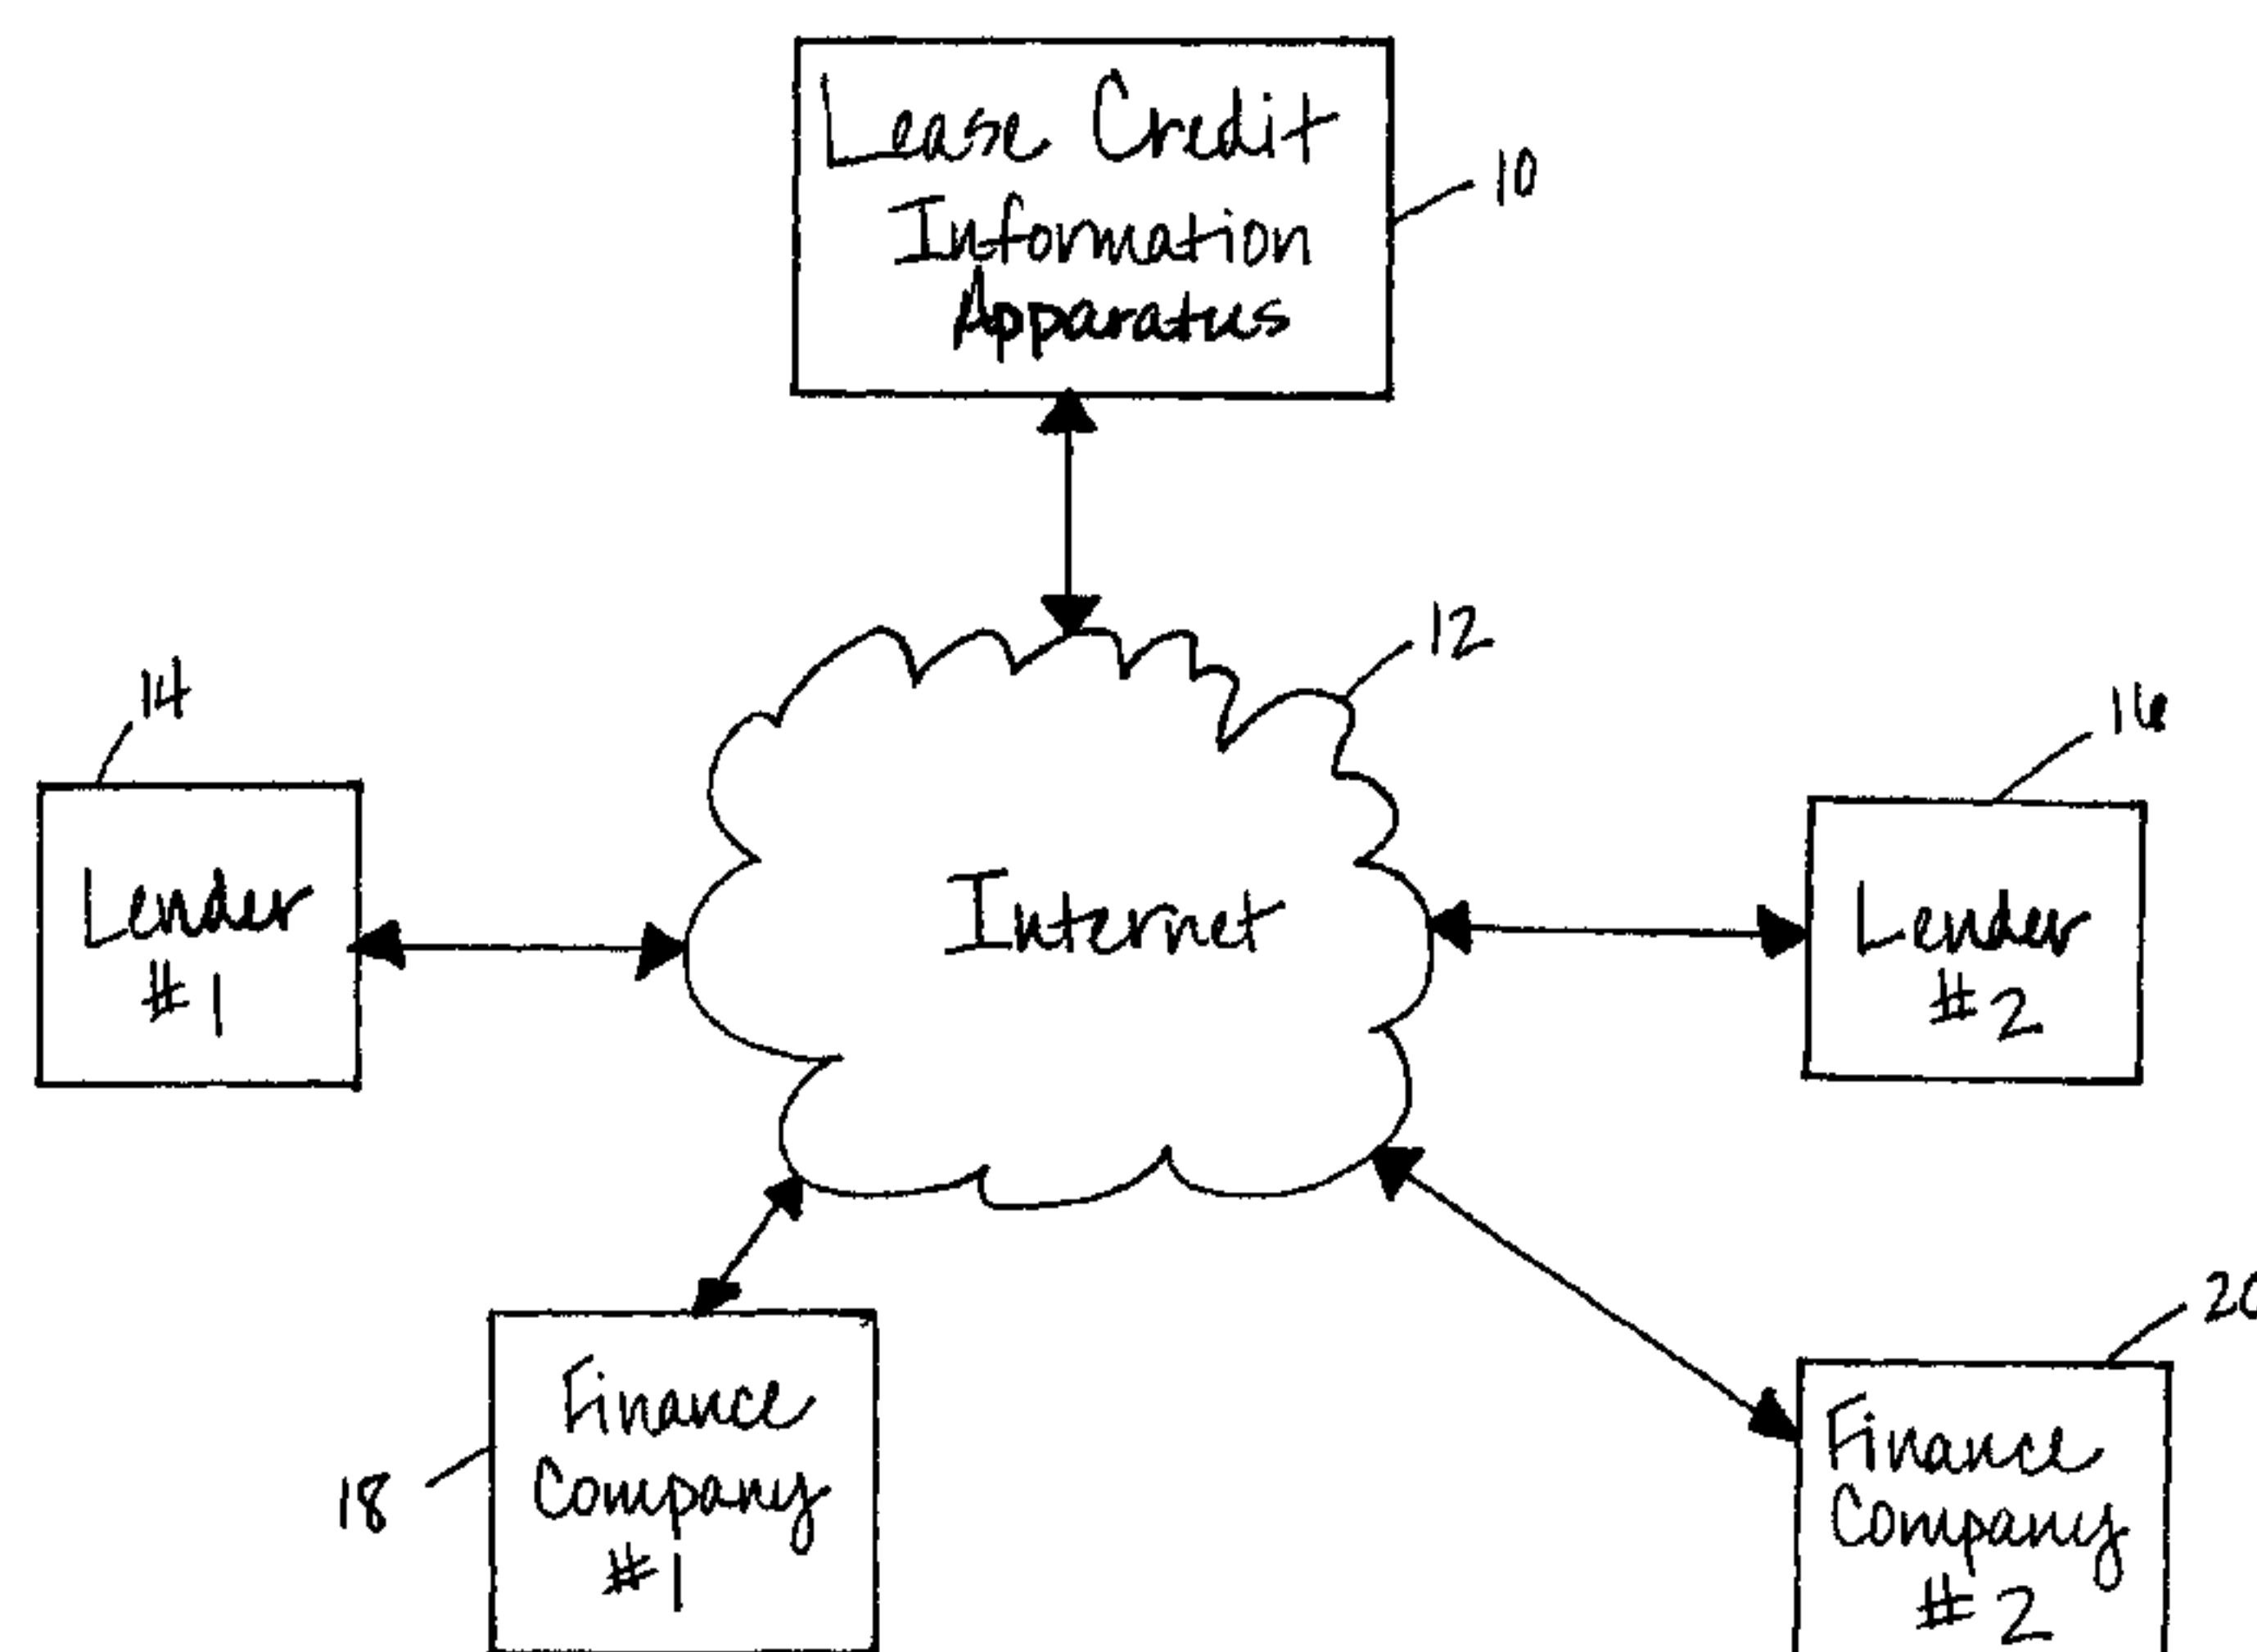 Lease Credit
Information
Apparatus
10
12
14
16
Internet
Lender
#1
Lender
#2
20
Finance
Company
#1
18
Finance
Company
#2